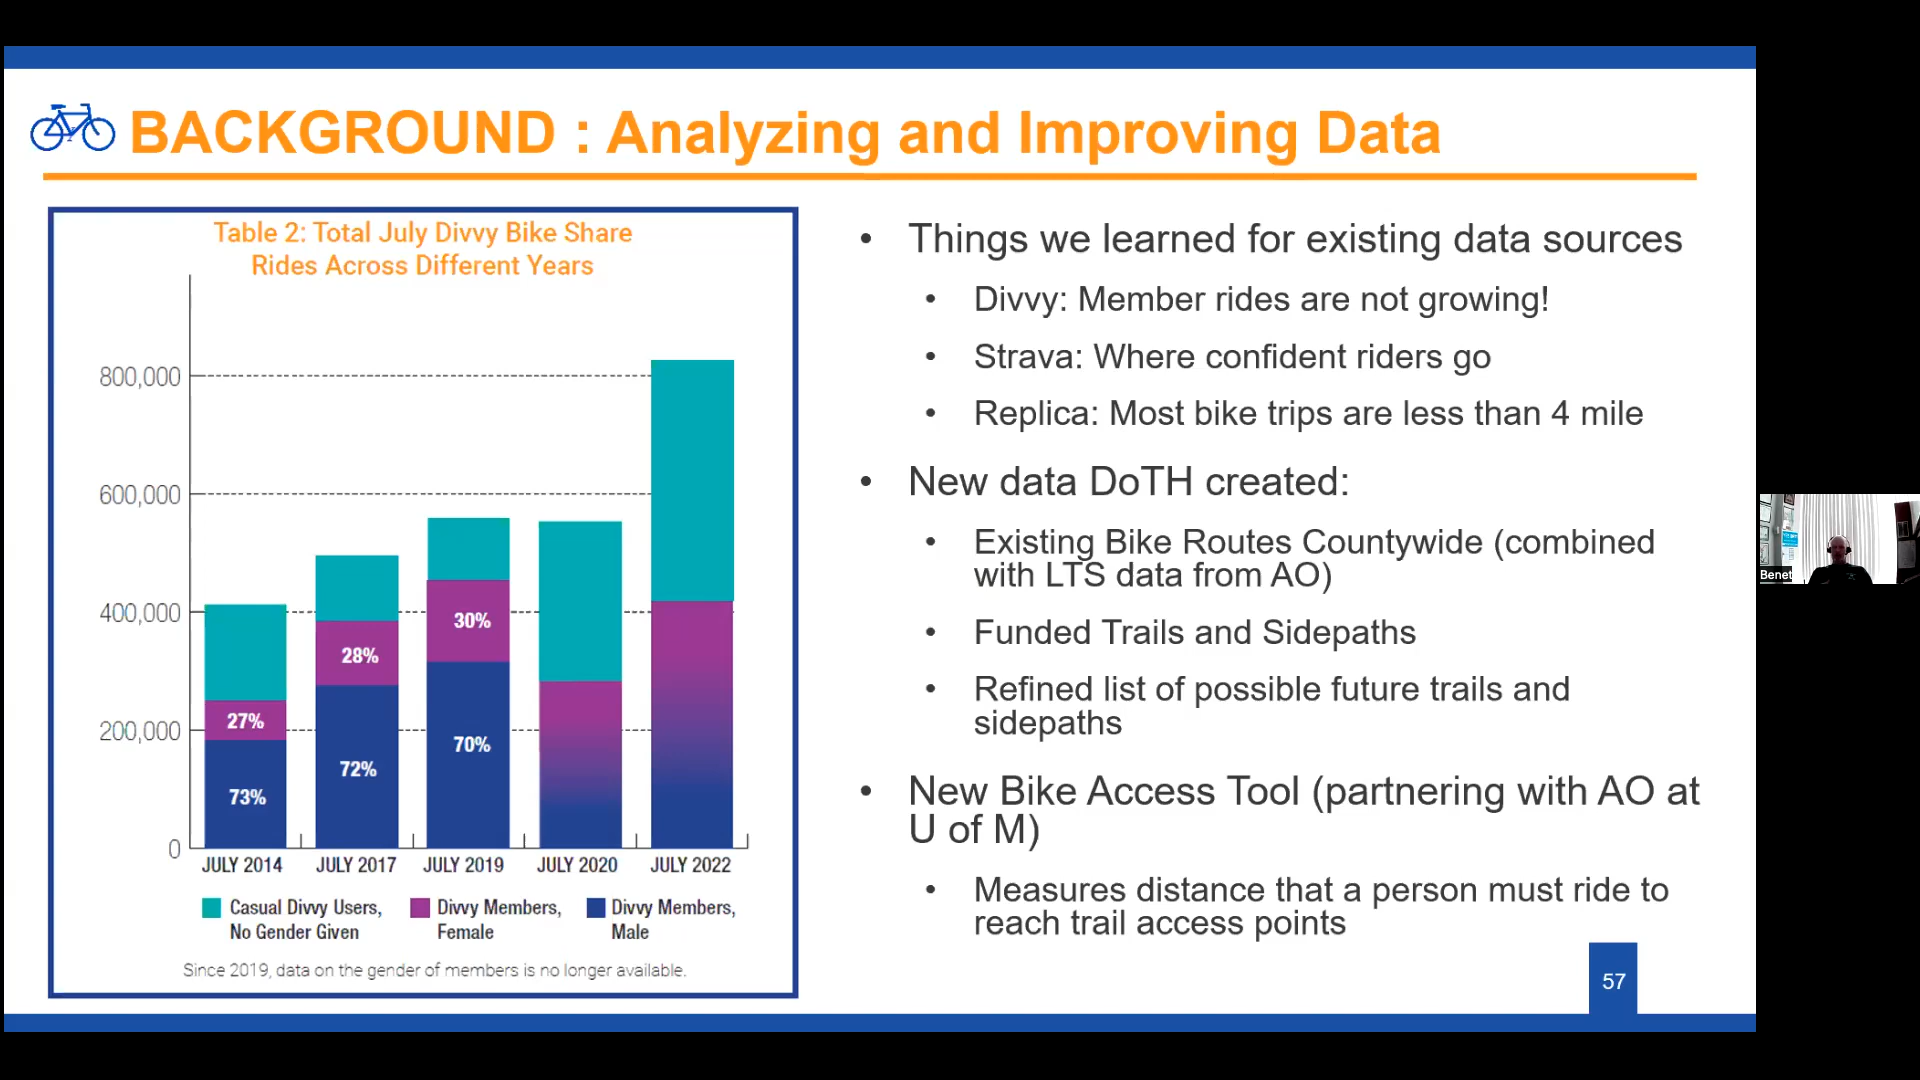 BACKGROUND : Analyzing and Improving Data
Table 2: Total July Divvy Bike Share
Rides Across Different Years
800,000
600,000
400,000
200,000
0
30%
28%
27%
70%
72%
73%
JULY 2014 JULY 2017 JULY 2019 JULY 2020 JULY 2022
Casual Divvy Users,
No Gender Given
Divvy Members,
Female
Divvy Members,
Male
Since 2019, data on the gender of members is no longer available.
• Things we learned for existing data sources
• Divvy: Member rides are not growing!
• Strava: Where confident riders go
• Replica: Most bike trips are less than 4 mile
• New data DoTH created:
• Existing Bike Routes Countywide (combined
with LTS data from AO)
• Funded Trails and Sidepaths
• Refined list of possible future trails and
sidepaths
• New Bike Access Tool (partnering with AO at
U of M)
• Measures distance that a person must ride to
reach trail access points
57
Benet